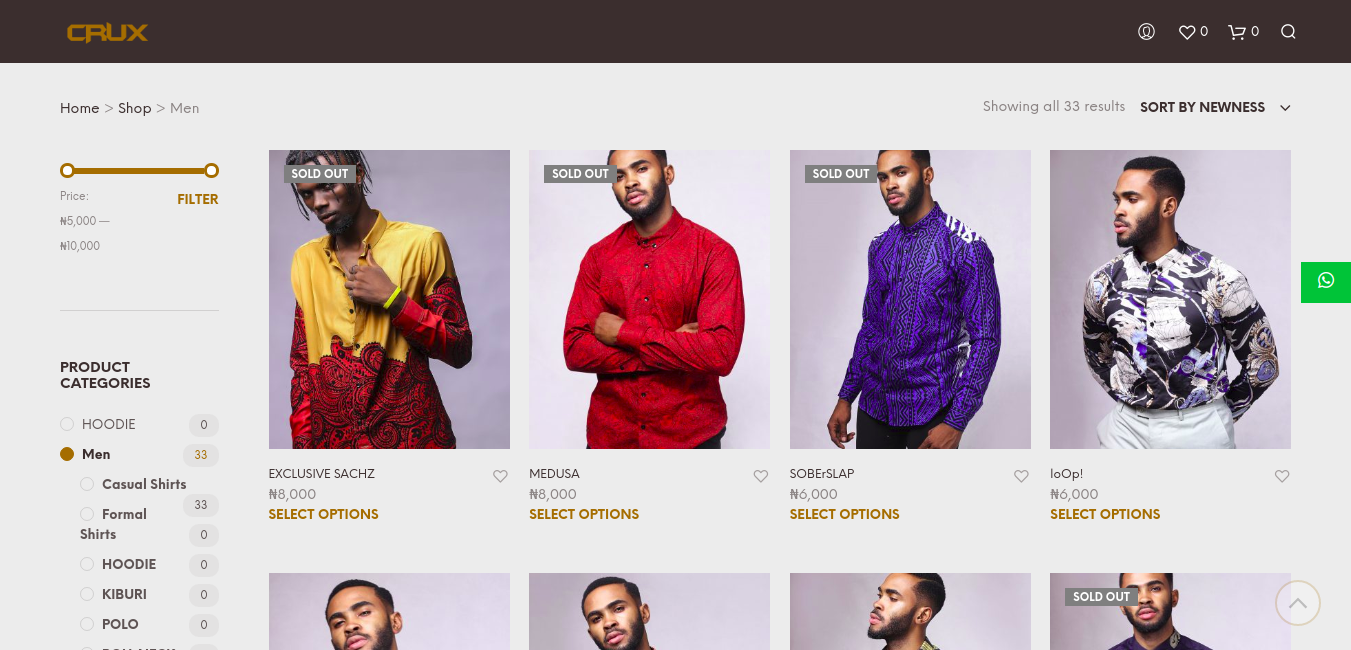 CRUX
0
0
Home > Shop > Men
Showing all 33 results
SORT BY NEWNESS
Price:
₦5,000 —
₦10,000
FILTER
PRODUCT
CATEGORIES
HOODIE
0
Men
33
Casual Shirts
33
Formal
Shirts
0
HOODIE
0
KIBURI
0
POLO
0
SOLD OUT
SOLD OUT
SOLD OUT
EXCLUSIVE SACHZ
₦8,000
SELECT OPTIONS
MEDUSA
₦8,000
SELECT OPTIONS
SOBErSLAP
₦6,000
SELECT OPTIONS
loOp!
₦6,000
SELECT OPTIONS
SOLD OUT